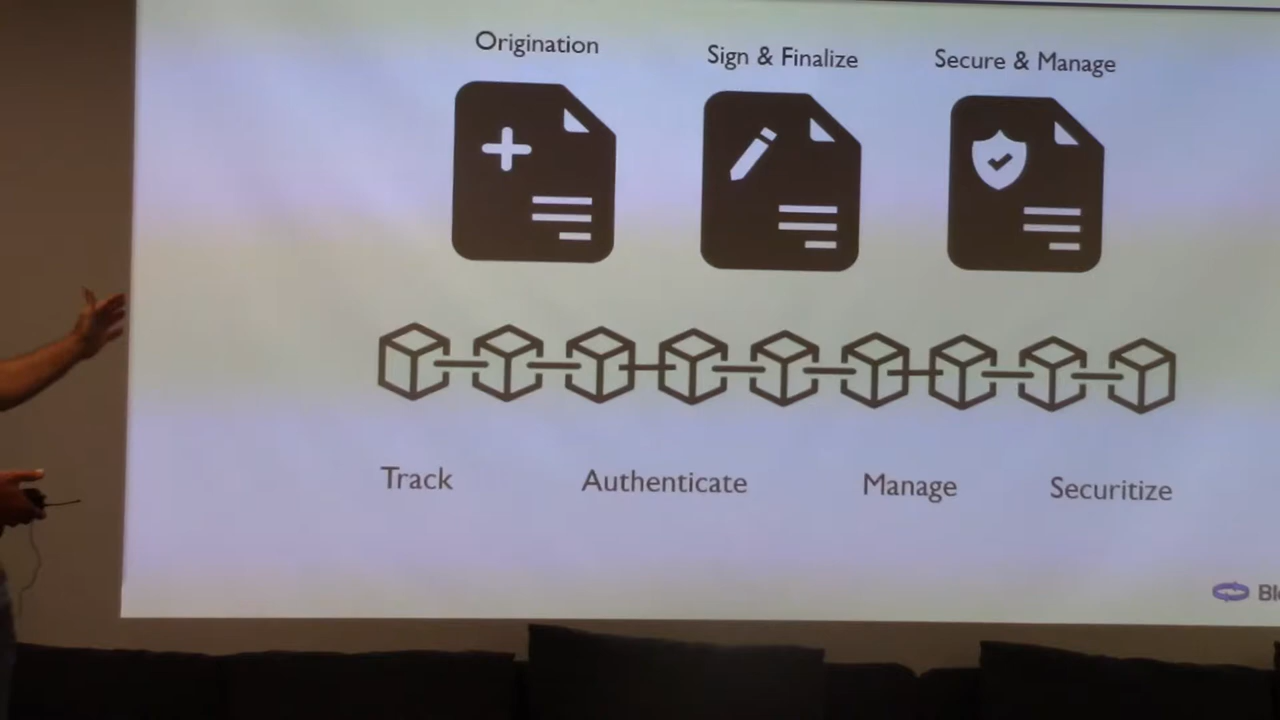 Origination
Sign & Finalize
Secure & Manage
Track
Authenticate
Manage
Securitize